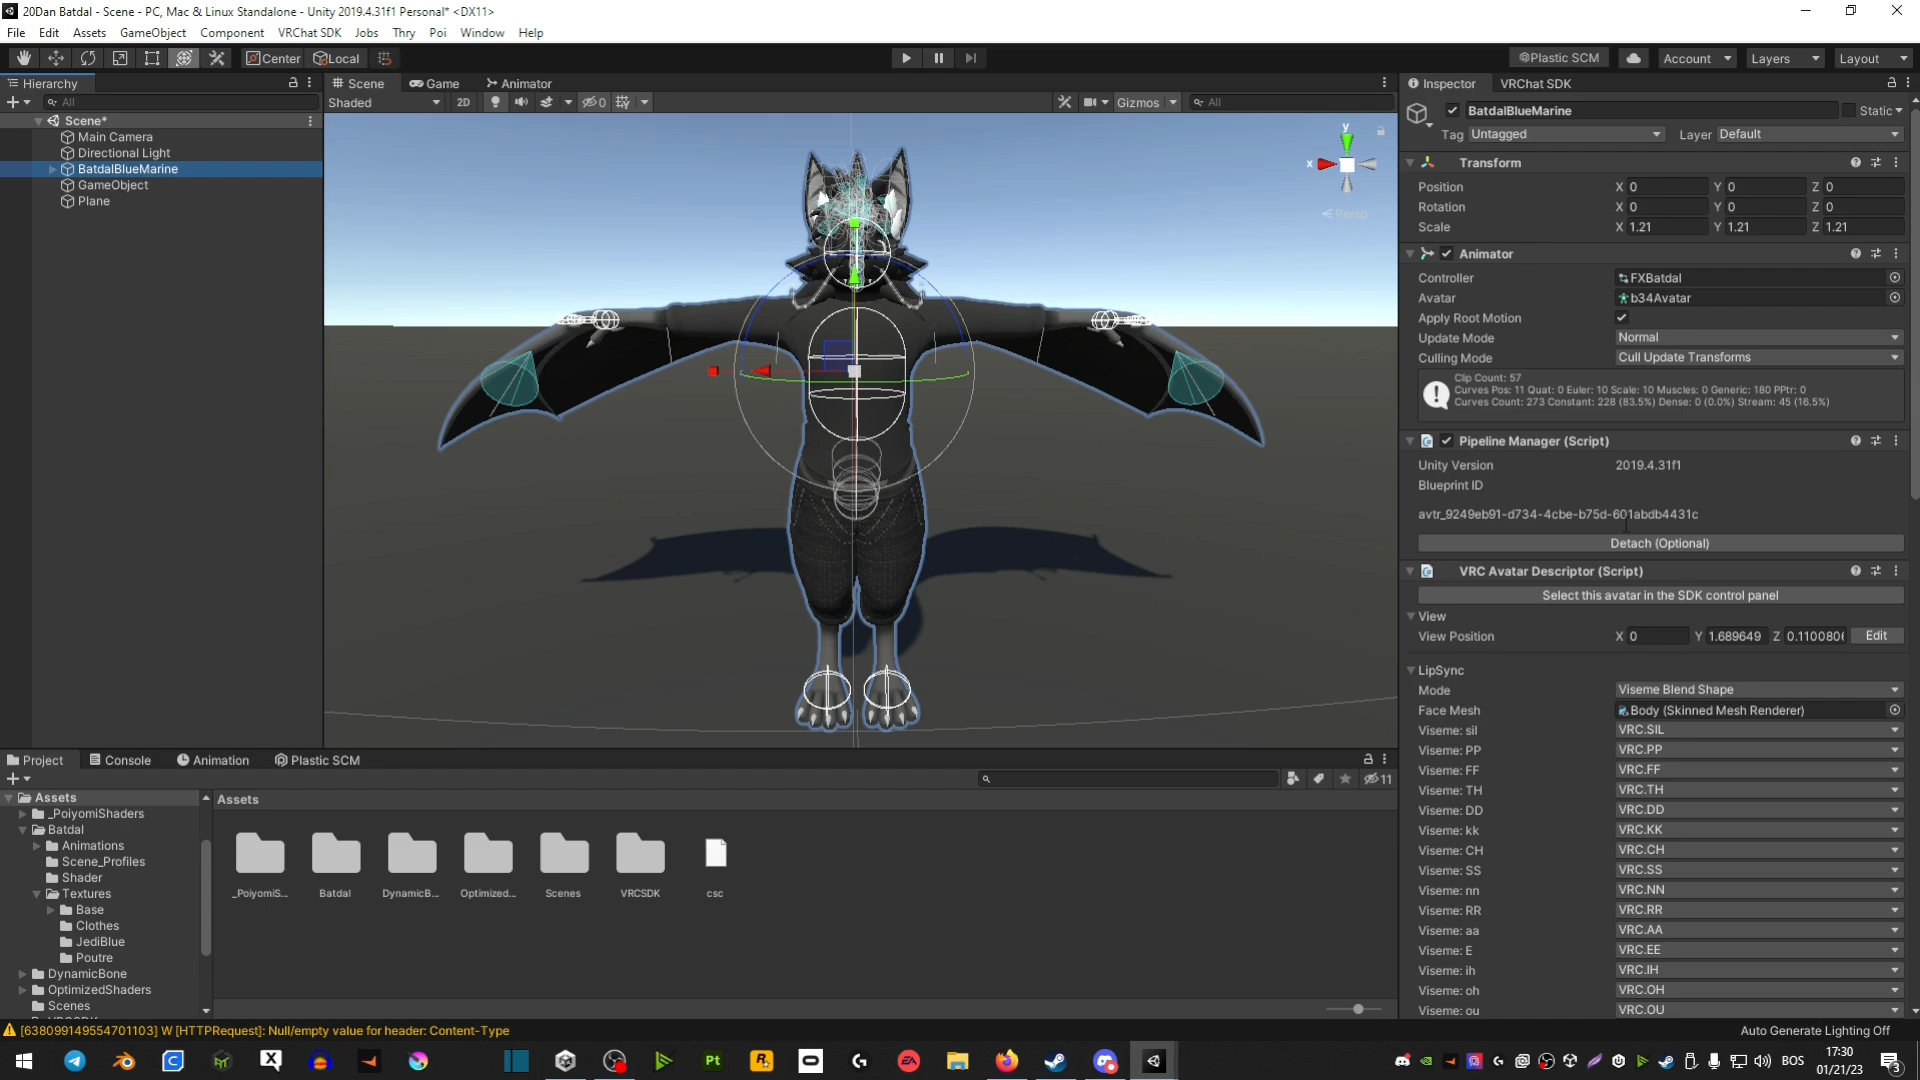 20Dan Batdal - Scene - PC, Mac & Linux Standalone - Unity 2019.4.31f1 Personal* <DX11>
File Edit Assets GameObject Component VRChat SDK Jobs Thry Poi Window Help
Center Local Plastic SCM Account Layers Layout
Hierarchy Scene Game Animator Inspector VRChat SDK
All Shaded 2D 0 Gizmos All
BatdalBlueMarine Static
Tag Untagged Layer Default
Scene*
Main Camera
Directional Light
BatdalBlueMarine
GameObject
Plane
y
x
Persp
Transform
Position X 0 Y 0 Z 0
Rotation X 0 Y 0 Z 0
Scale X 1.21 Y 1.21 Z 1.21
Animator
Controller FXBatdal
Avatar b34Avatar
Apply Root Motion
Update Mode Normal
Culling Mode Cull Update Transforms
Clip Count: 57
Curves Pos: 11 Quat: 0 Euler: 10 Scale: 10 Muscles: 0 Generic: 180 PPtr: 0
Curves Count: 273 Constant: 228 (83.5%) Dense: 0 (0.0%) Stream: 45 (16.5%)
Pipeline Manager (Script)
Unity Version 2019.4.31f1
Blueprint ID
avtr_9249eb91-d734-4cbe-b75d-601abdb4431c
Detach (Optional)
VRC Avatar Descriptor (Script)
Select this avatar in the SDK control panel
View
View Position X 0 Y 1.689649 Z 0.110080 Edit
LipSync
Mode Viseme Blend Shape
Face Mesh Body (Skinned Mesh Renderer)
Viseme: sil VRC.SIL
Viseme: PP VRC.PP
Viseme: FF VRC.FF
Viseme: TH VRC.TH
Viseme: DD VRC.DD
Viseme: kk VRC.KK
Viseme: CH VRC.CH
Viseme: SS VRC.SS
Viseme: nn VRC.NN
Viseme: RR VRC.RR
Viseme: aa VRC.AA
Viseme: E VRC.EE
Viseme: ih VRC.IH
Viseme: oh VRC.OH
Viseme: ou VRC.OU
Project Console Animation Plastic SCM
11
Assets
_PoiyomiShaders
Batdal
Animations
Scene_Profiles
Shader
Textures
Base
Clothes
JediBlue
Poutre
DynamicBone
OptimizedShaders
Scenes
Assets
_PoiyomiS... Batdal DynamicB... Optimized... Scenes VRCSDK csc
[638099149554701103] W [HTTPRequest]: Null/empty value for header: Content-Type
Auto Generate Lighting Off
Pt
EA
BOS
17:30
01/21/23
3